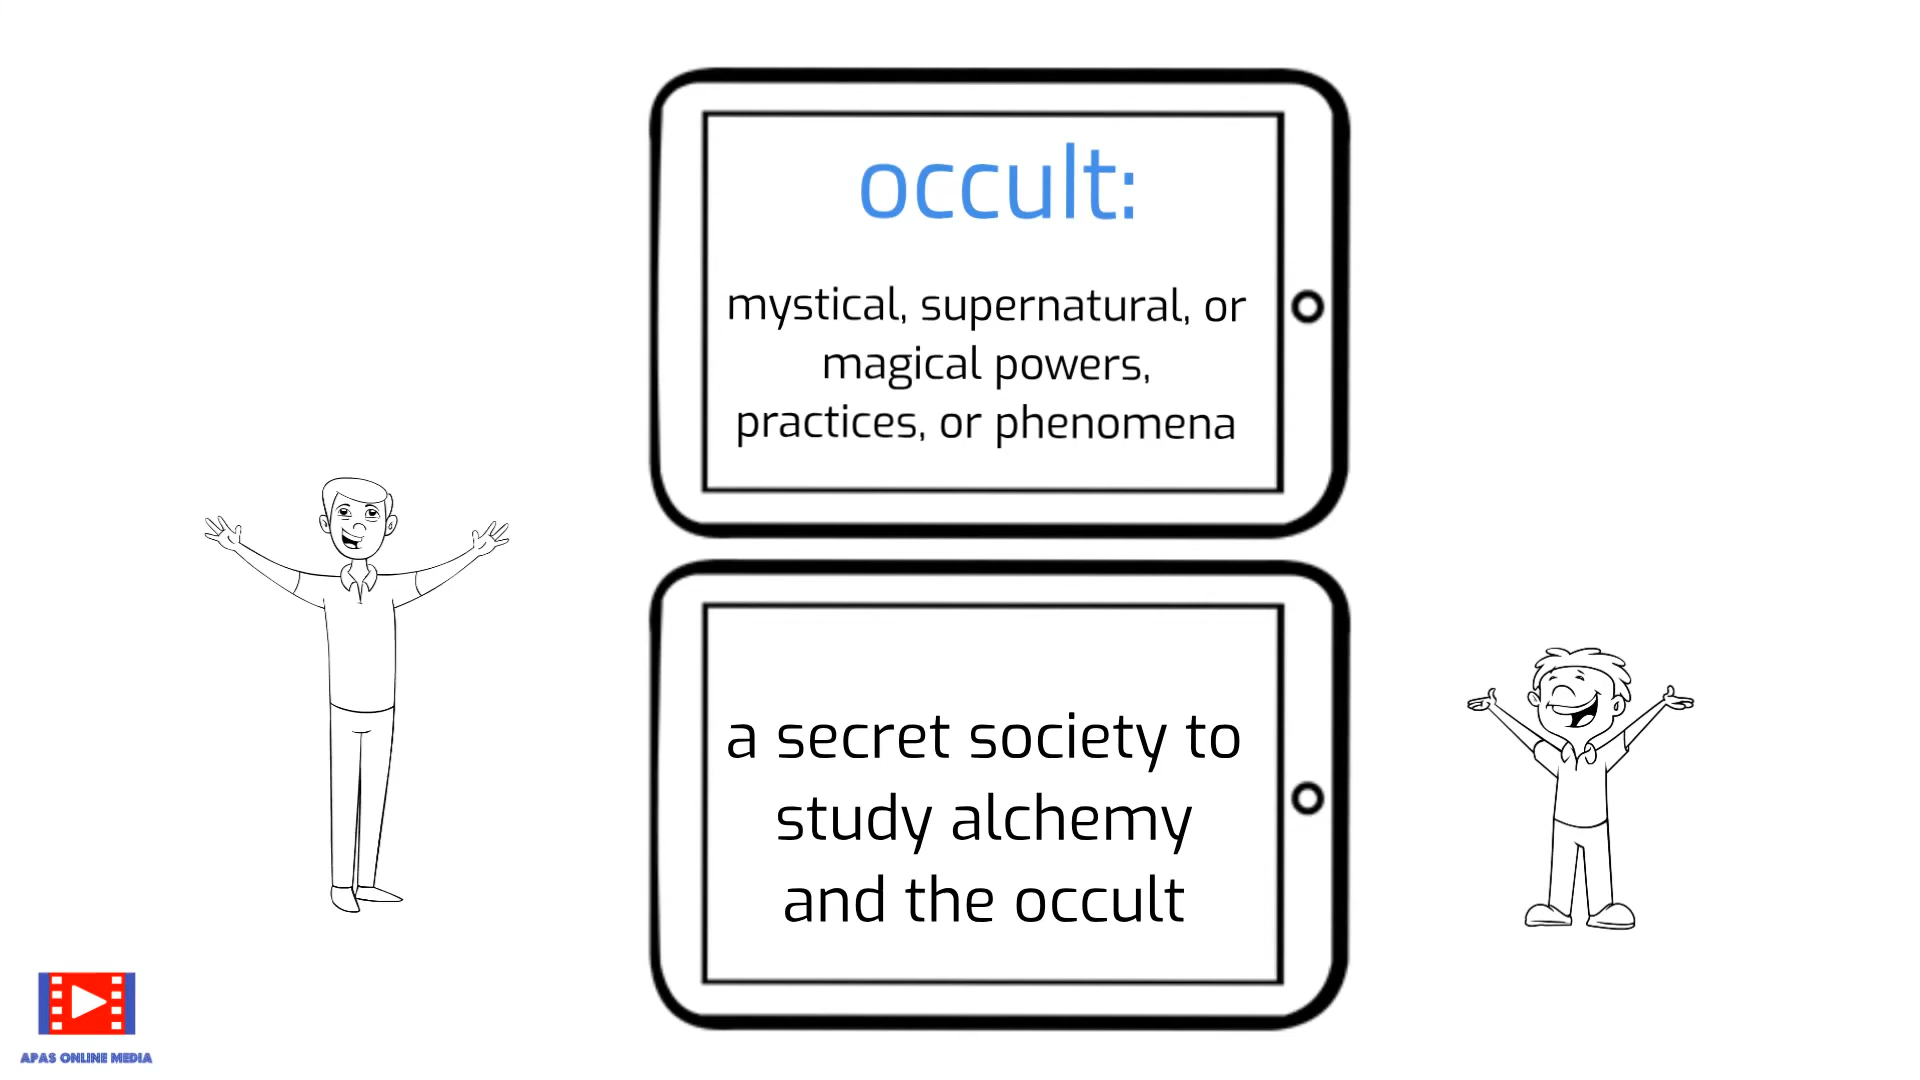 occult:
mystical, supernatural, or
magical powers,
practices, or phenomena
a secret society to
study alchemy
and the occult
APAS ONLINE MEDIA